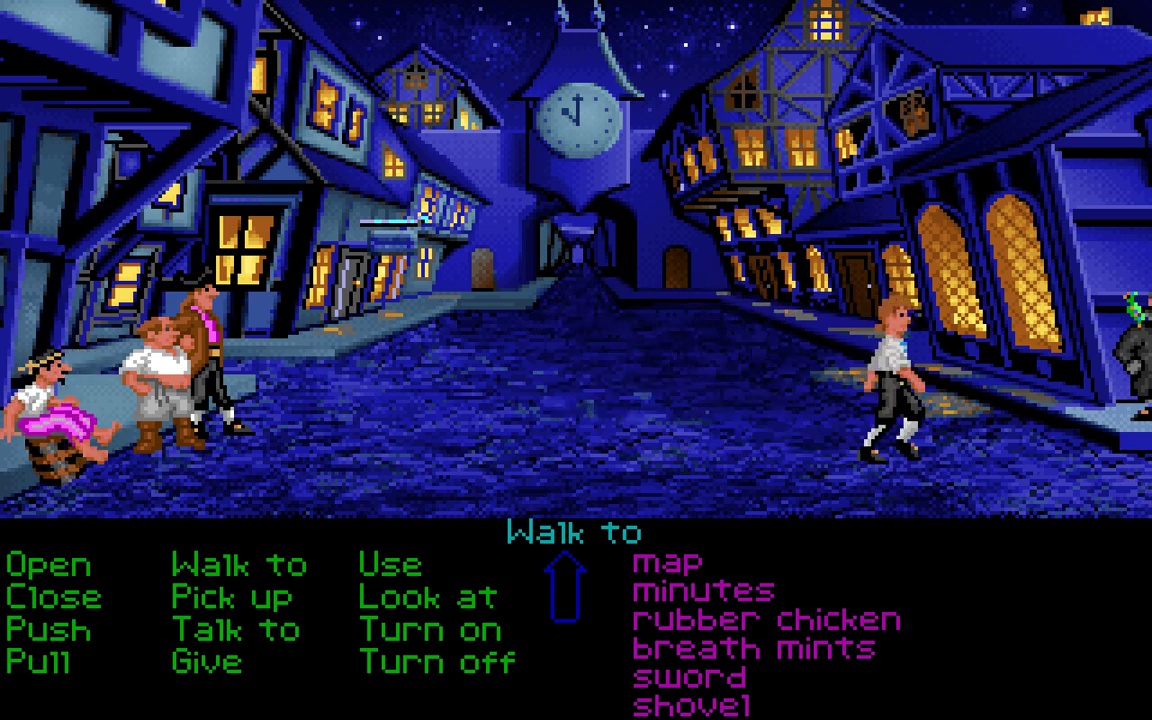 Walk to
Open Walk to Use
Close Pick up Look at
Push Talk to Turn on
Pull Give Turn off
map
minutes
rubber chicken
breath mints
sword
shovel